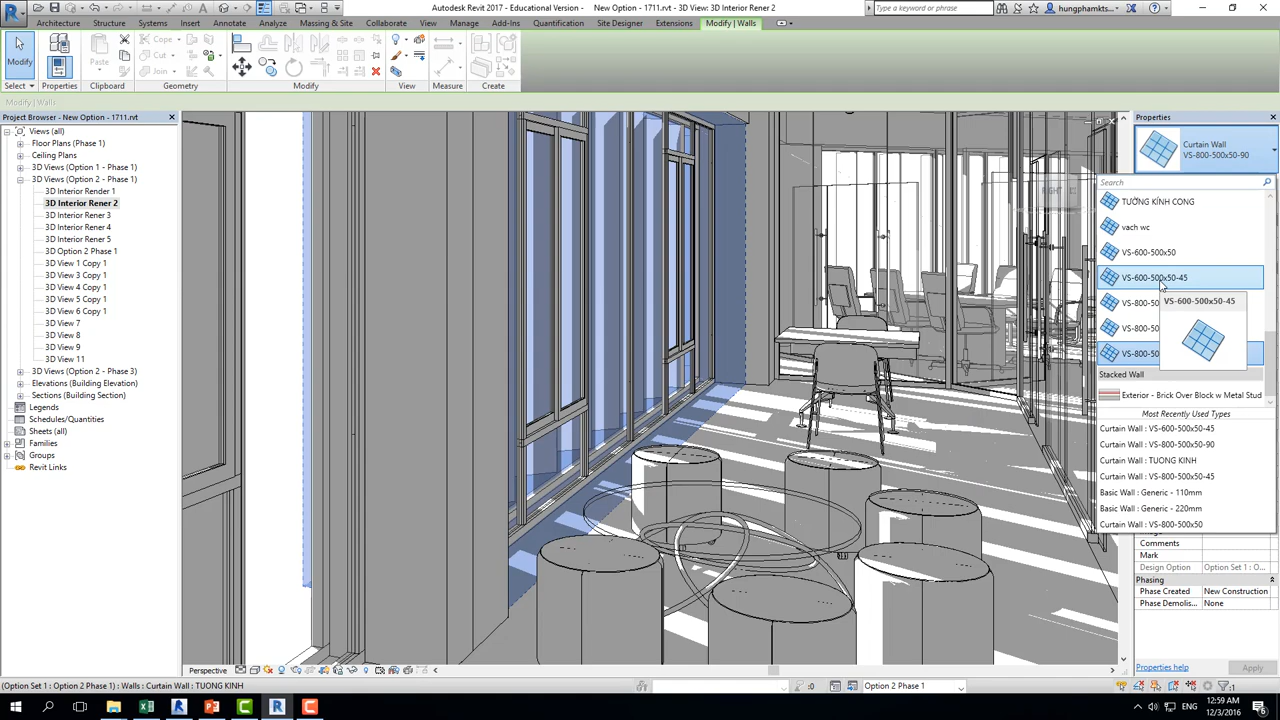 Autodesk Revit 2017 - Educational Version - New Option - 1711.rvt - 3D View: 3D Interior Rener 2
Type a keyword or phrase
hungphamkts...
Architecture Structure Systems Insert Annotate Analyze Massing & Site Collaborate View Manage Add-Ins Quantification Site Designer Extensions Modify | Walls
Modify
Paste
Cope
Cut
Join
Select Properties Clipboard Geometry Modify View Measure Create
Modify | Walls
Project Browser - New Option - 1711.rvt
Views (all)
Floor Plans (Phase 1)
Ceiling Plans
3D Views (Option 1 - Phase 1)
3D Views (Option 2 - Phase 1)
3D Interior Render 1
3D Interior Rener 2
3D Interior Rener 3
3D Interior Rener 4
3D Interior Rener 5
3D Option 2 Phase 1
3D View 1 Copy 1
3D View 3 Copy 1
3D View 4 Copy 1
3D View 5 Copy 1
3D View 6 Copy 1
3D View 7
3D View 8
3D View 9
3D View 11
3D Views (Option 2 - Phase 3)
Elevations (Building Elevation)
Sections (Building Section)
Legends
Schedules/Quantities
Sheets (all)
Families
Groups
Revit Links
RIGHT
Properties
Curtain Wall
VS-800-500x50-90
Search
TƯỜNG KÍNH CONG
vach wc
VS-600-500x50
VS-600-500x50-45
VS-800-50
VS-600-500x50-45
VS-800-50
VS-800-50
Stacked Wall
Exterior - Brick Over Block w Metal Stud
Most Recently Used Types
Curtain Wall : VS-600-500x50-45
Curtain Wall : VS-800-500x50-90
Curtain Wall : TUONG KINH
Curtain Wall : VS-800-500x50-45
Basic Wall : Generic - 110mm
Basic Wall : Generic - 220mm
Curtain Wall : VS-800-500x50
Comments
Mark
Design Option Option Set 1 : O...
Phasing
Phase Created New Construction
Phase Demolis... None
Properties help
Apply
Perspective
(Option Set 1 : Option 2 Phase 1) : Walls : Curtain Wall : TUONG KINH
:0
Option 2 Phase 1
:1
ENG
12:59 AM
12/3/2016